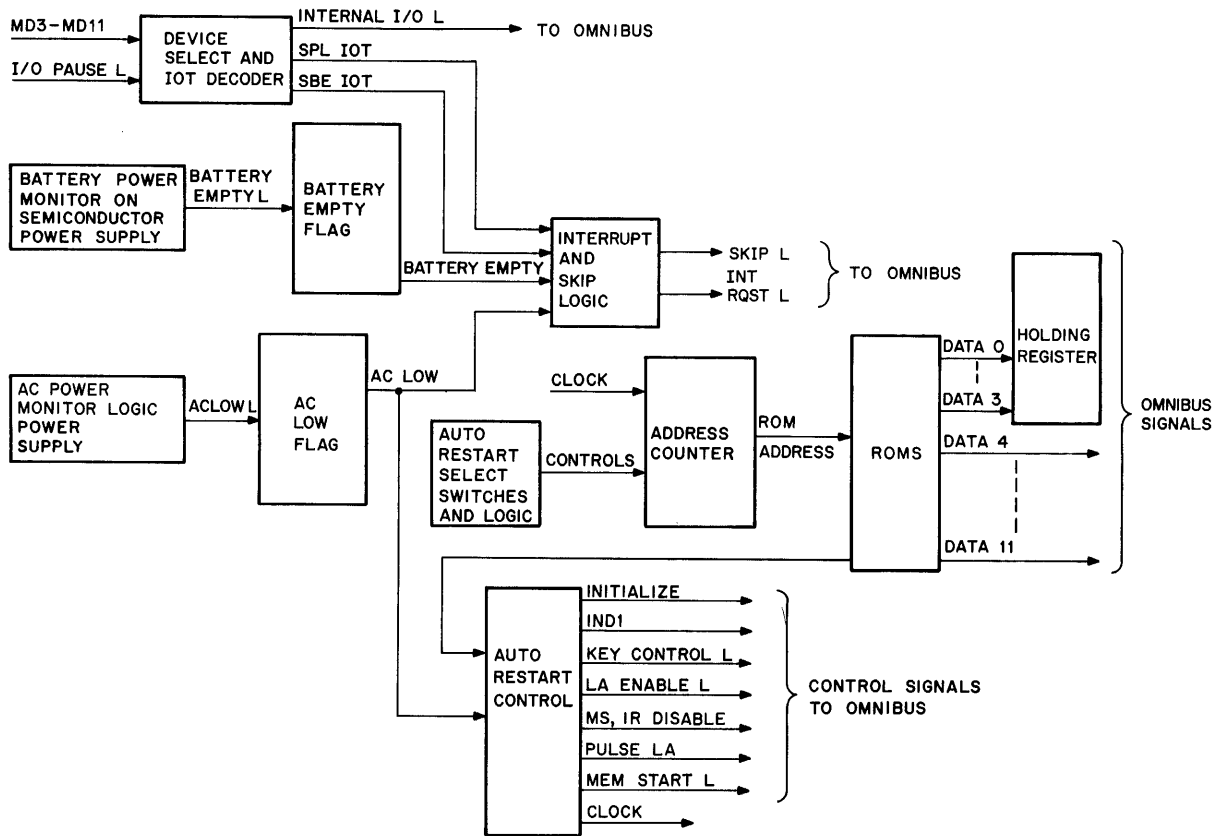 MD3-MD11
I/O PAUSE L
DEVICE
SELECT AND
IOT DECODER
INTERNAL I/O L
TO OMNIBUS
SPL IOT
SBE IOT
BATTERY POWER
MONITOR ON
SEMICONDUCTOR
POWER SUPPLY
BATTERY
EMPTY L
BATTERY
EMPTY
FLAG
BATTERY EMPTY
INTERRUPT
AND
SKIP
LOGIC
SKIP L
INT
RQST L
TO OMNIBUS
AC POWER
MONITOR LOGIC
POWER
SUPPLY
ACLOW L
AC
LOW
FLAG
AC LOW
CLOCK
AUTO
RESTART
SELECT
SWITCHES
AND LOGIC
CONTROLS
ADDRESS
COUNTER
ROM
ADDRESS
ROMS
DATA 0
DATA 3
DATA 4
DATA 11
HOLDING
REGISTER
OMNIBUS
SIGNALS
AUTO
RESTART
CONTROL
INITIALIZE
IND1
KEY CONTROL L
LA ENABLE L
MS, IR DISABLE
PULSE LA
MEM START L
CLOCK
CONTROL SIGNALS
TO OMNIBUS